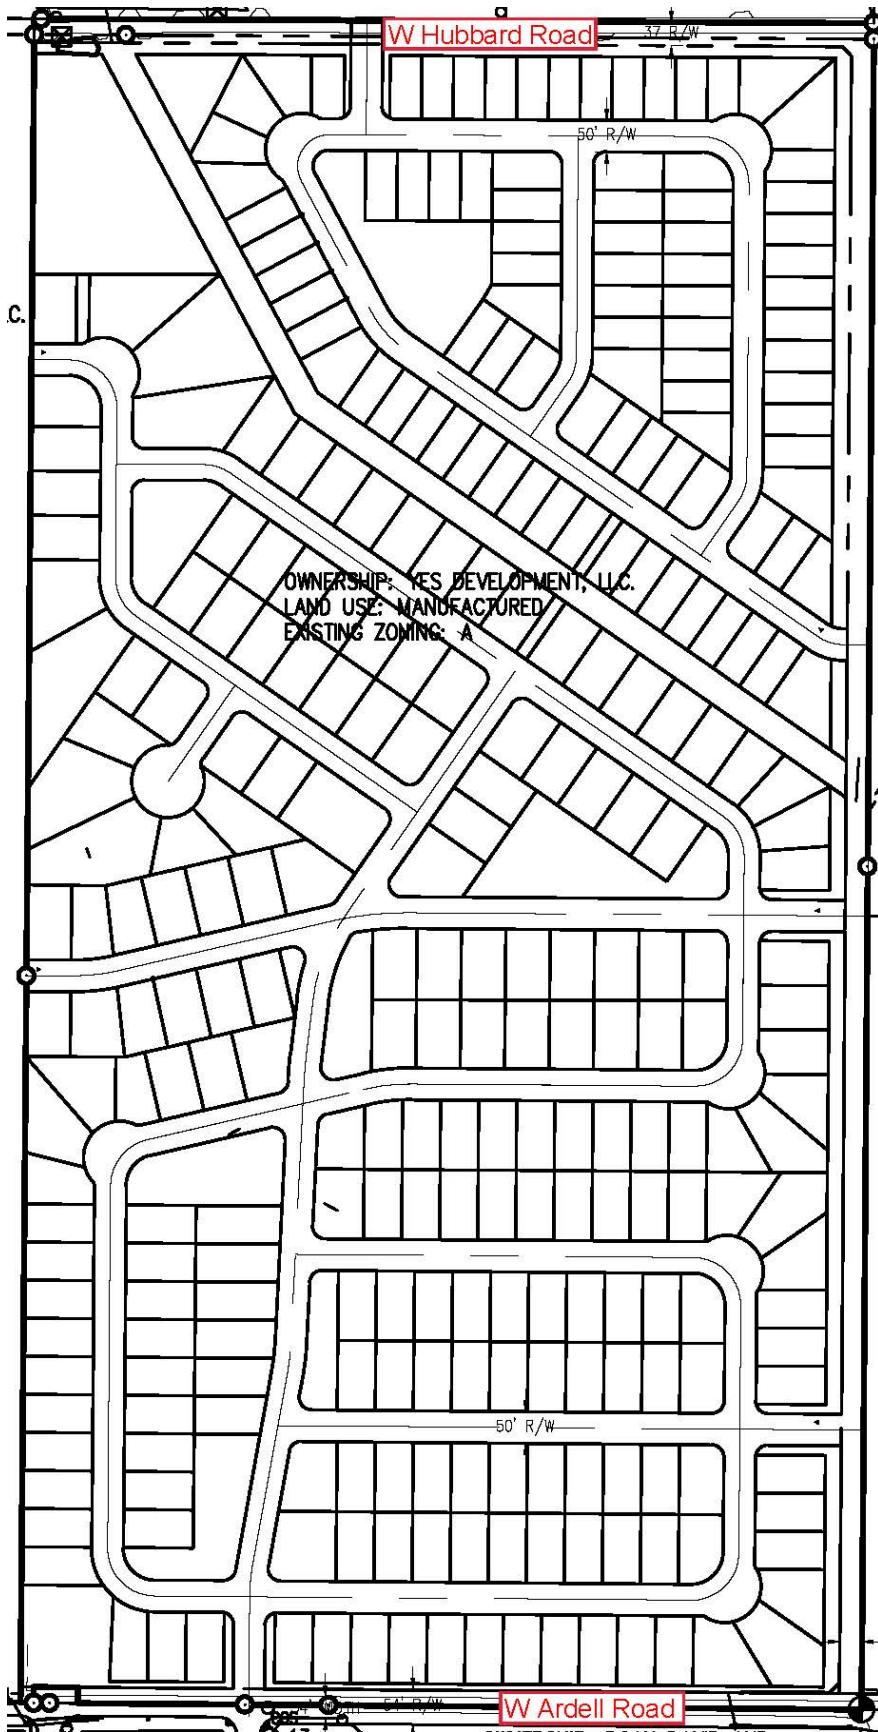 W Hubbard Road
37' R/W
50' R/W
C.
OWNERSHIP: YES DEVELOPMENT, LLC.
LAND USE: MANUFACTURED
EXISTING ZONING: A
50' R/W
54' R/W
W Ardell Road